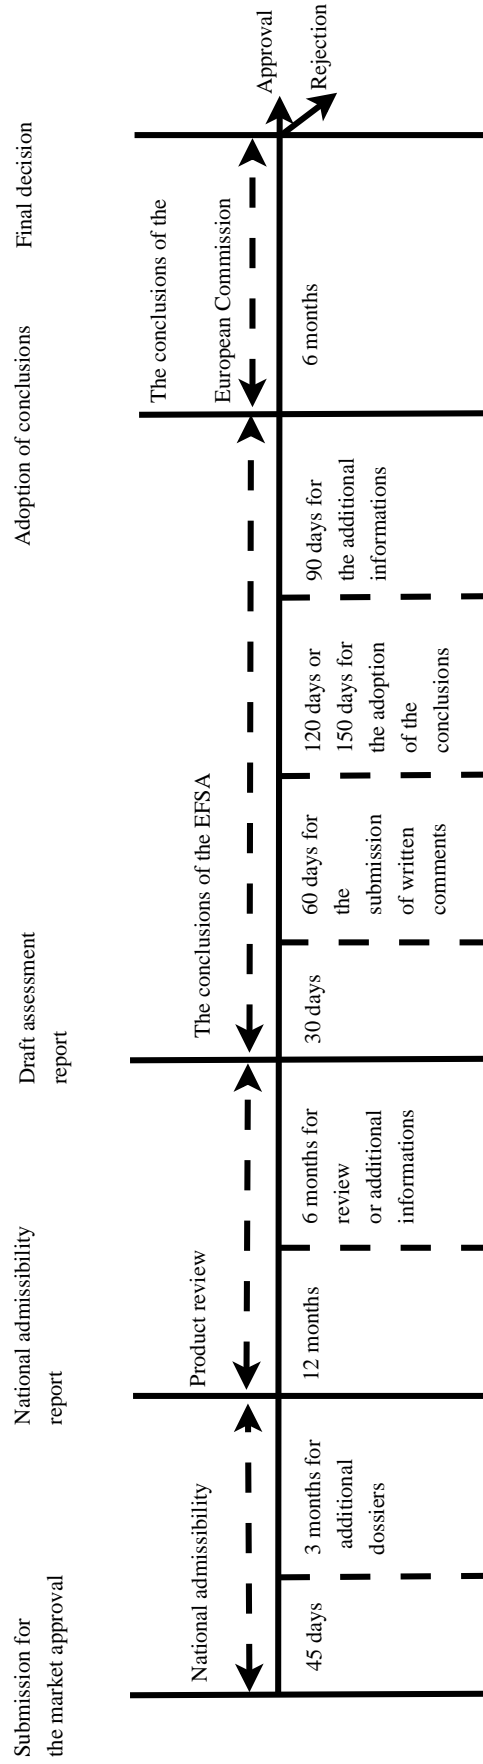 Submission for
the market approval
National admissibility
report
Draft assessment
report
Adoption of conclusions
Final decision
National admissibility
Product review
The conclusions of the EFSA
The conclusions of the
European Commission
45 days
3 months for
additional
dossiers
12 months
6 months for
review
or additional
informations
30 days
60 days for
the
submission
of written
comments
120 days or
150 days for
the adoption
of the
conclusions
90 days for
the additional
informations
6 months
Approval
Rejection